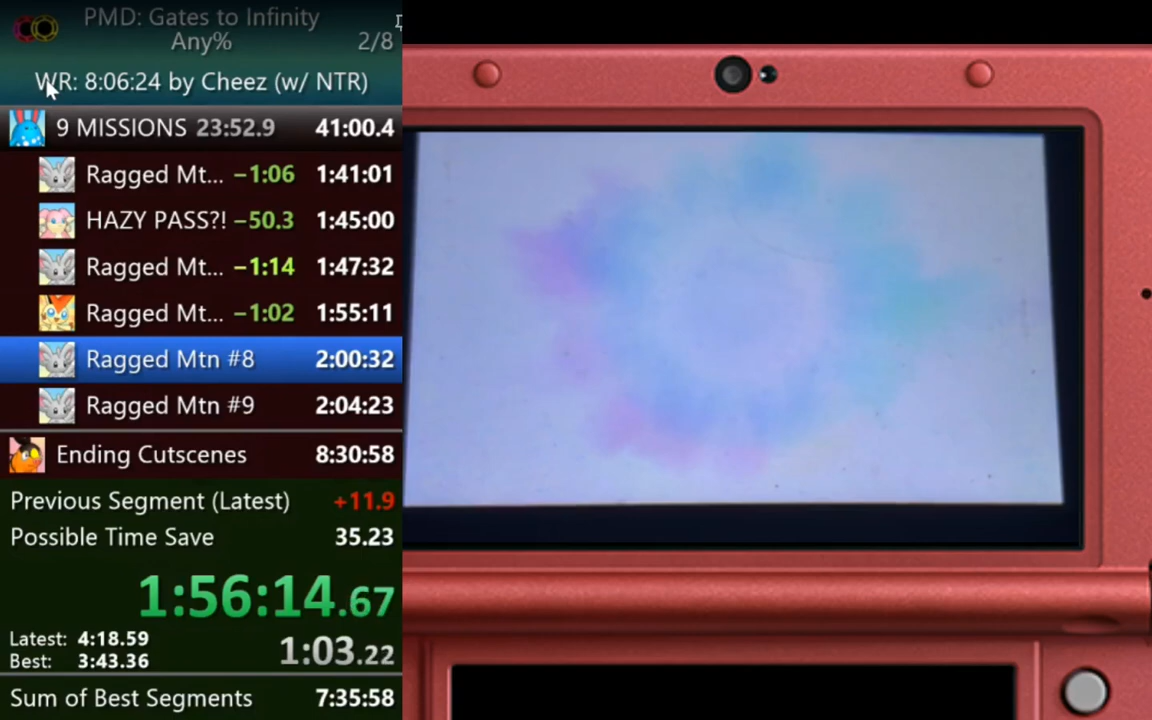 PMD: Gates to Infinity
Any% 2/8
WR: 8:06:24 by Cheez (w/ NTR)
9 MISSIONS 23:52.9 41:00.4
Ragged Mt... −1:06 1:41:01
HAZY PASS?! −50.3 1:45:00
Ragged Mt... −1:14 1:47:32
Ragged Mt... −1:02 1:55:11
Ragged Mtn #8 2:00:32
Ragged Mtn #9 2:04:23
Ending Cutscenes 8:30:58
Previous Segment (Latest) +11.9
Possible Time Save 35.23
1:56:14.67
Latest: 4:18.59
Best: 3:43.36
1:03.22
Sum of Best Segments 7:35:58